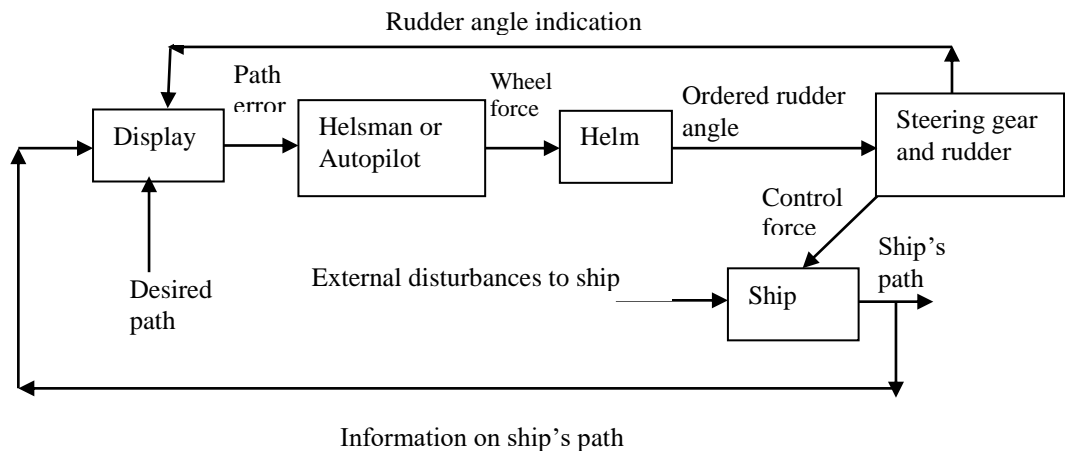 Rudder angle indication
Path
error
Wheel
force
Ordered rudder
angle
Display
Helsman or
Autopilot
Helm
Steering gear
and rudder
Control
force
Ship's
path
External disturbances to ship
Desired
path
Ship
Information on ship's path